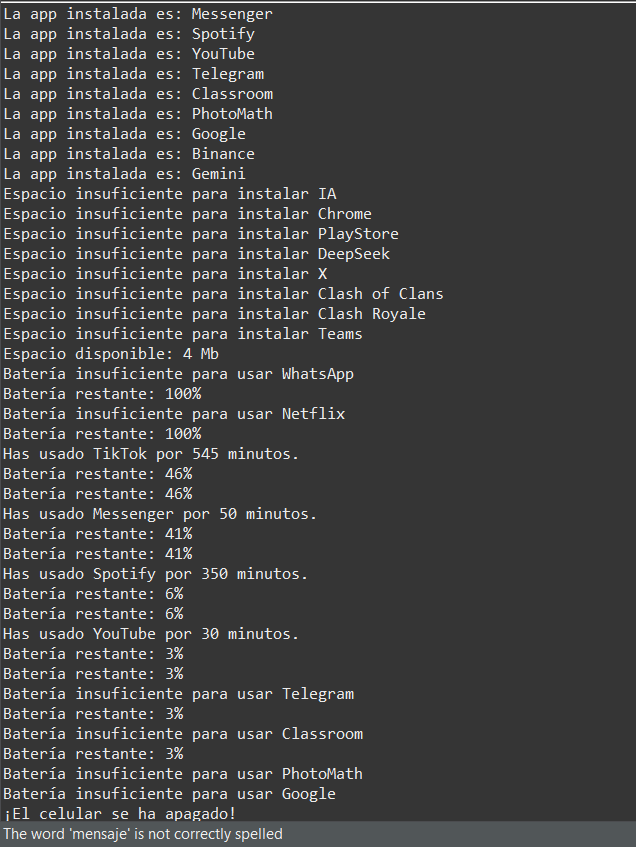 La app instalada es: Messenger
La app instalada es: Spotify
La app instalada es: YouTube
La app instalada es: Telegram
La app instalada es: Classroom
La app instalada es: PhotoMath
La app instalada es: Google
La app instalada es: Binance
La app instalada es: Gemini
Espacio insuficiente para instalar IA
Espacio insuficiente para instalar Chrome
Espacio insuficiente para instalar PlayStore
Espacio insuficiente para instalar DeepSeek
Espacio insuficiente para instalar X
Espacio insuficiente para instalar Clash of Clans
Espacio insuficiente para instalar Clash Royale
Espacio insuficiente para instalar Teams
Espacio disponible: 4 Mb
Batería insuficiente para usar WhatsApp
Batería restante: 100%
Batería insuficiente para usar Netflix
Batería restante: 100%
Has usado TikTok por 545 minutos.
Batería restante: 46%
Batería restante: 46%
Has usado Messenger por 50 minutos.
Batería restante: 41%
Batería restante: 41%
Has usado Spotify por 350 minutos.
Batería restante: 6%
Batería restante: 6%
Has usado YouTube por 30 minutos.
Batería restante: 3%
Batería restante: 3%
Batería insuficiente para usar Telegram
Batería restante: 3%
Batería insuficiente para usar Classroom
Batería restante: 3%
Batería insuficiente para usar PhotoMath
Batería insuficiente para usar Google
¡El celular se ha apagado!
The word 'mensaje' is not correctly spelled